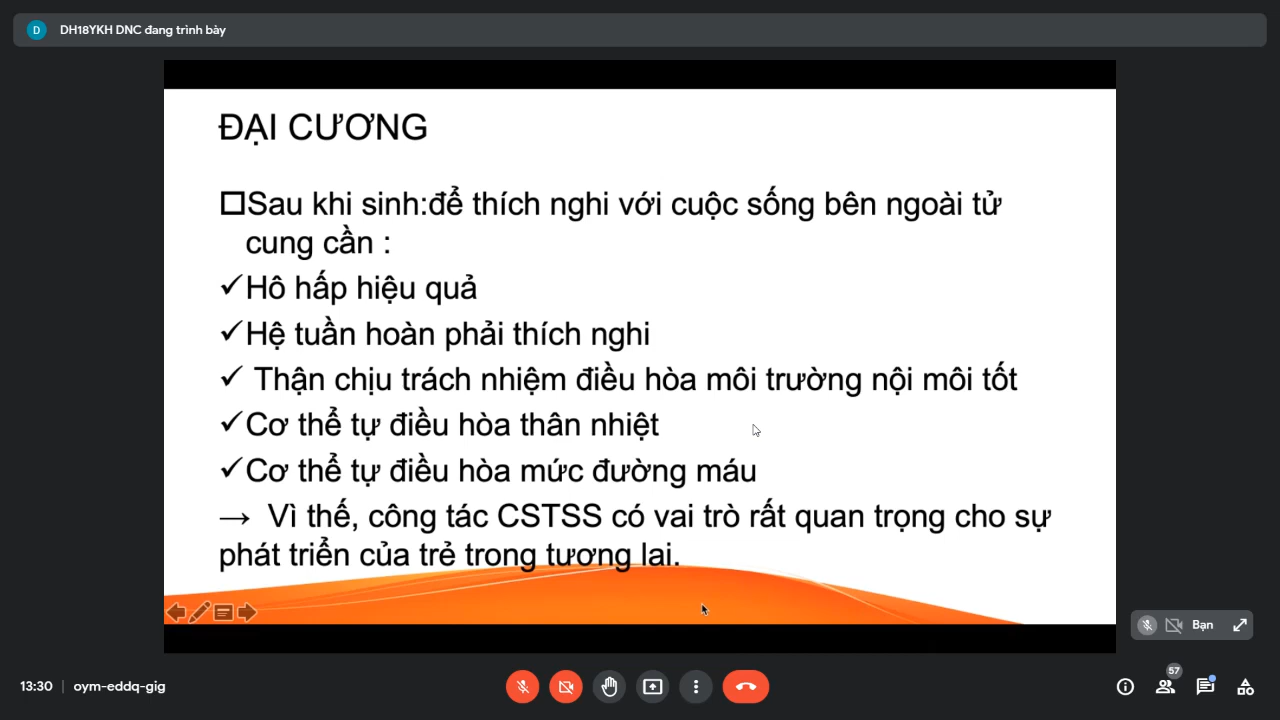 D
DH18YKH DNC đang trình bày
ĐẠI CƯƠNG
Sau khi sinh:để thích nghi với cuộc sống bên ngoài tử
cung cần :
Hô hấp hiệu quả
Hệ tuần hoàn phải thích nghi
Thận chịu trách nhiệm điều hòa môi trường nội môi tốt
Cơ thể tự điều hòa thân nhiệt
Cơ thể tự điều hòa mức đường máu
→ Vì thế, công tác CSTSS có vai trò rất quan trọng cho sự
phát triển của trẻ trong tương lai.
Bạn
13:30 | oym-eddq-gig
57